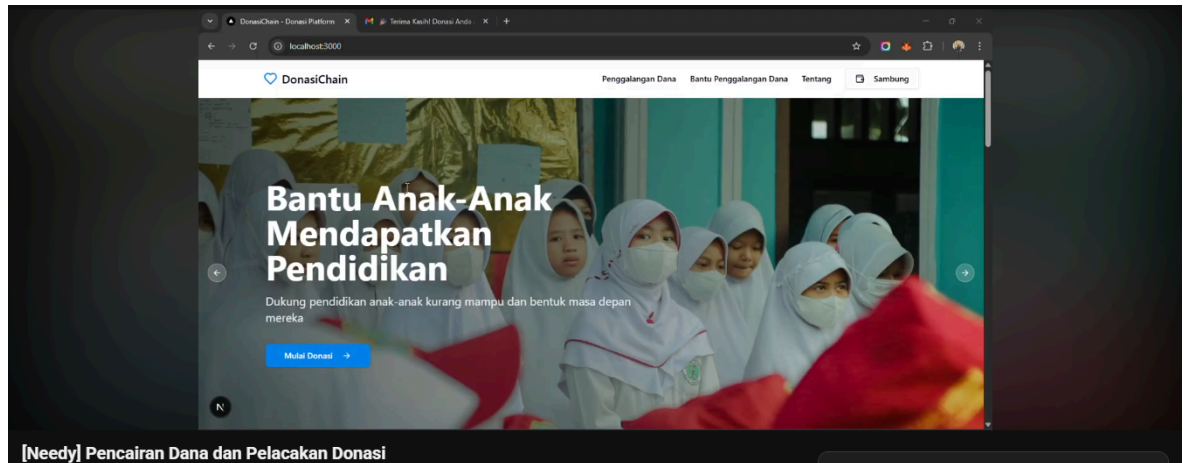 DonasiChain - Donasi Platform
Terima Kasih! Donasi Anda
localhost:3000
DonasiChain
Penggalangan Dana
Bantu Penggalangan Dana
Tentang
Sambung
Bantu Anak-Anak
Mendapatkan
Pendidikan
Dukung pendidikan anak-anak kurang mampu dan bentuk masa depan
mereka
Mulai Donasi
N
[Needy] Pencairan Dana dan Pelacakan Donasi